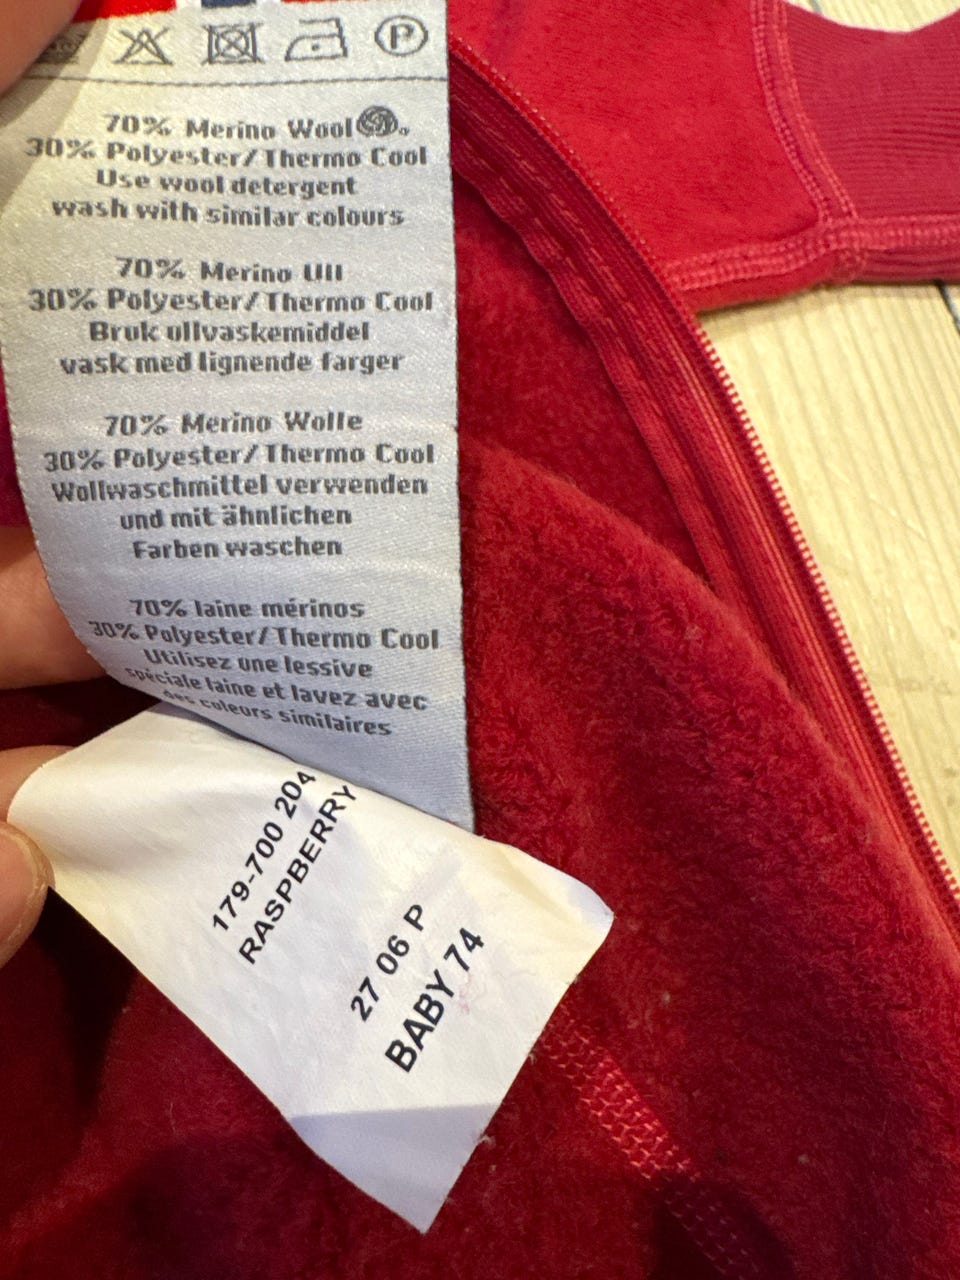 P
70% Merino Wool
30% Polyester/Thermo Cool
Use wool detergent
wash with similar colours
70% Merino Ull
30% Polyester/Thermo Cool
Bruk ullvaskemiddel
vask med lignende farger
70% Merino Wolle
30% Polyester/Thermo Cool
Wollwaschmittel verwenden
und mit ähnlichen
Farben waschen
70% laine mérinos
30% Polyester/Thermo Cool
Utilisez une lessive
spéciale laine et lavez avec
des coleurs similaires
179-700 204
RASPBERRY
27 06 P
BABY 74